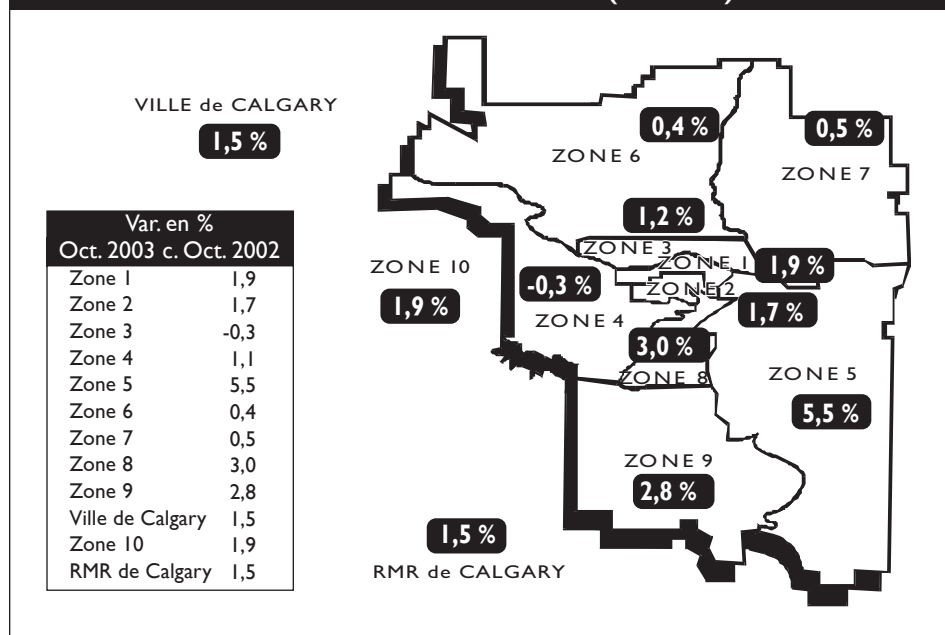 VILLE de CALGARY
1,5 %
0,4 %
0,5 %
ZONE 6
ZONE 7
1,2 %
ZONE 3
ZONE 1
1,9 %
ZONE 10
1,9 %
-0,3 %
ZONE 2
1,7 %
ZONE 4
3,0 %
ZONE 8
ZONE 5
5,5 %
ZONE 9
2,8 %
1,5 %
RMR de CALGARY
Var. en %
Oct. 2003 c. Oct. 2002
Zone 1 1,9
Zone 2 1,7
Zone 3 -0,3
Zone 4 1,1
Zone 5 5,5
Zone 6 0,4
Zone 7 0,5
Zone 8 3,0
Zone 9 2,8
Ville de Calgary 1,5
Zone 10 1,9
RMR de Calgary 1,5